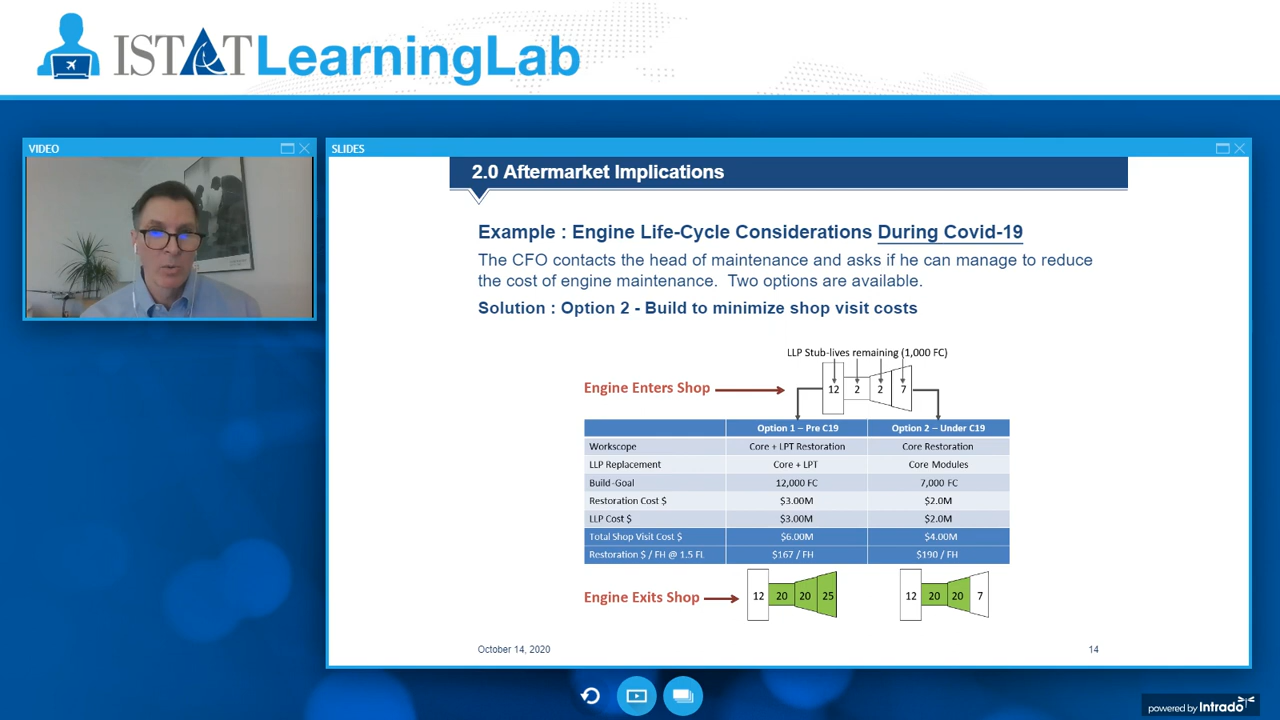 ISTAT LearningLab
VIDEO
SLIDES
2.0 Aftermarket Implications
Example : Engine Life-Cycle Considerations During Covid-19
The CFO contacts the head of maintenance and asks if he can manage to reduce
the cost of engine maintenance. Two options are available.
Solution : Option 2 - Build to minimize shop visit costs
LLP Stub-lives remaining (1,000 FC)
Engine Enters Shop
12 2 2 7
Option 1 – Pre C19 Option 2 – Under C19
Workscope Core + LPT Restoration Core Restoration
LLP Replacement Core + LPT Core Modules
Build-Goal 12,000 FC 7,000 FC
Restoration Cost $ $3.00M $2.0M
LLP Cost $ $3.00M $2.0M
Total Shop Visit Cost $ $6.00M $4.00M
Restoration $ / FH @ 1.5 FL $167 / FH $190 / FH
Engine Exits Shop
12 20 20 25 12 20 20 7
October 14, 2020 14
powered by Intrado